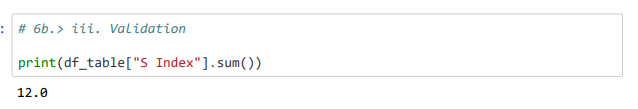 :
# 6b.> iii. Validation
print(df_table["S Index"].sum())
12.0